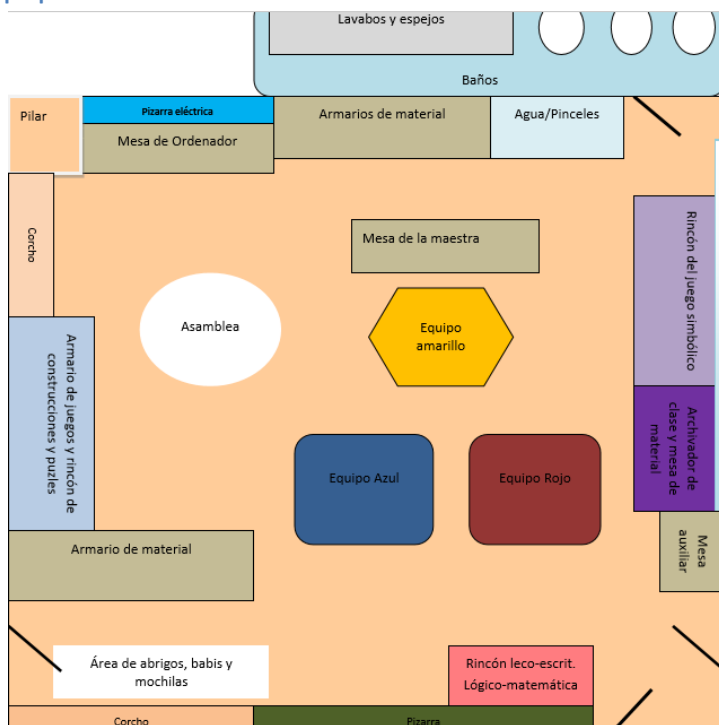 Lavabos y espejos
Baños
Pilar
Pizarra eléctrica
Mesa de Ordenador
Armarios de material
Agua/Pinceles
Corcho
Mesa de la maestra
Rincón del juego simbólico
Asamblea
Equipo
amarillo
Armario de juegos y rincón de
construcciones y puzles
Archivador de
clase y mesa de
material
Equipo Azul
Equipo Rojo
Mesa
auxiliar
Armario de material
Área de abrigos, babis y
mochilas
Rincón leco-escrit.
Lógico-matemática
Corcho
Pizarra